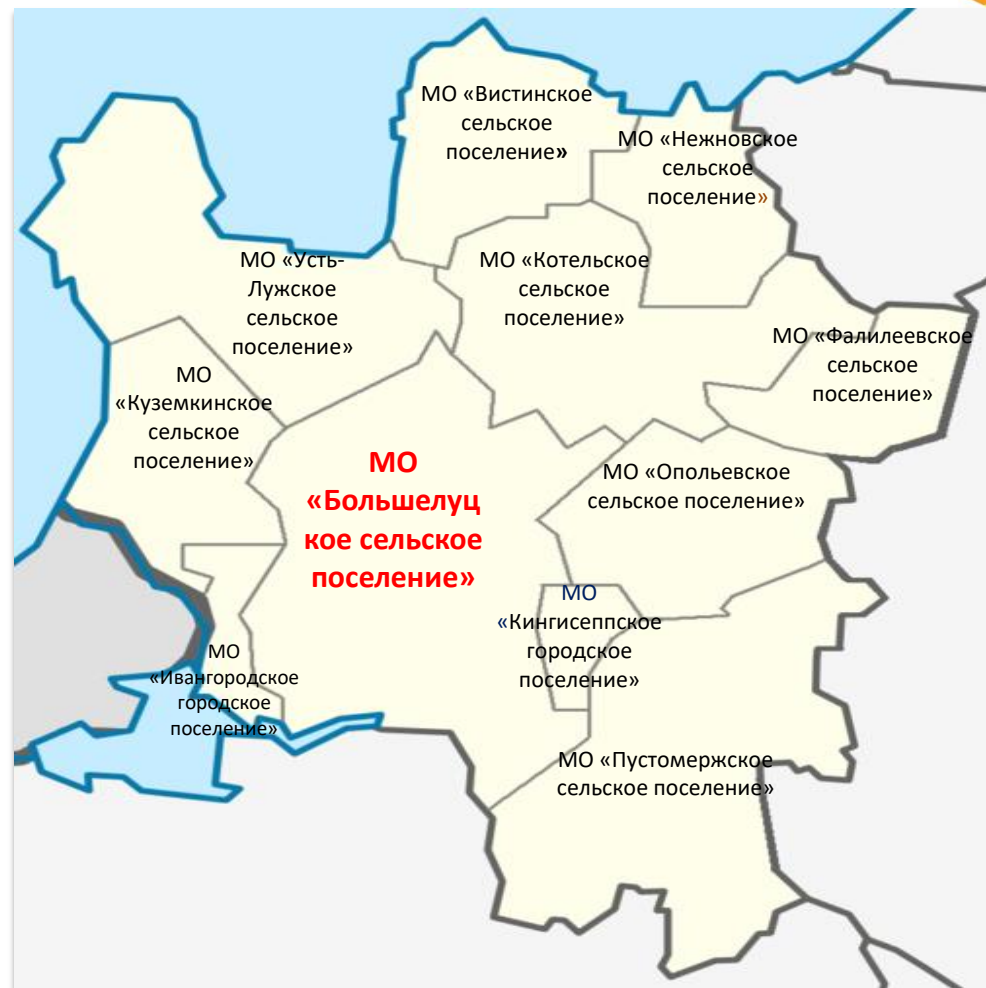 МО «Вистинское
сельское
поселение»
МО «Нежновское
сельское
поселение»
МО «Усть-
Лужское
сельское
поселение»
МО «Котельское
сельское
поселение»
МО «Фалилеевское
сельское
поселение»
МО
«Куземкинское
сельское
поселение»
МО
«Большелуц
кое сельское
поселение»
МО «Опольевское
сельское поселение»
МО
«Кингисеппское
городское
поселение»
МО
«Ивангородское
городское
поселение»
МО «Пустомержское
сельское поселение»